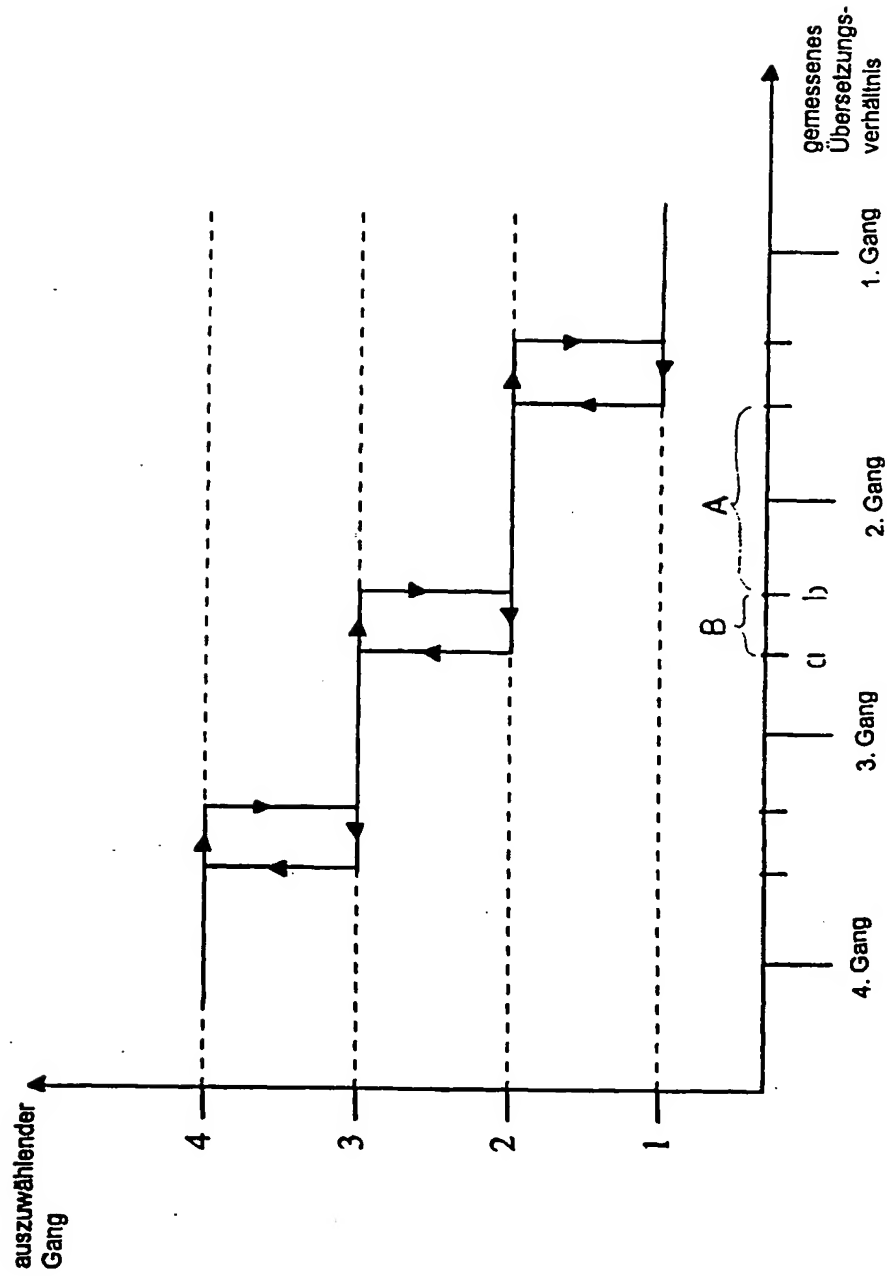 auszuwählender
Gang
4
3
2
1
A
B
a
b
4. Gang
3. Gang
2. Gang
1. Gang
gemessenes
Übersetzungs-
verhältnis